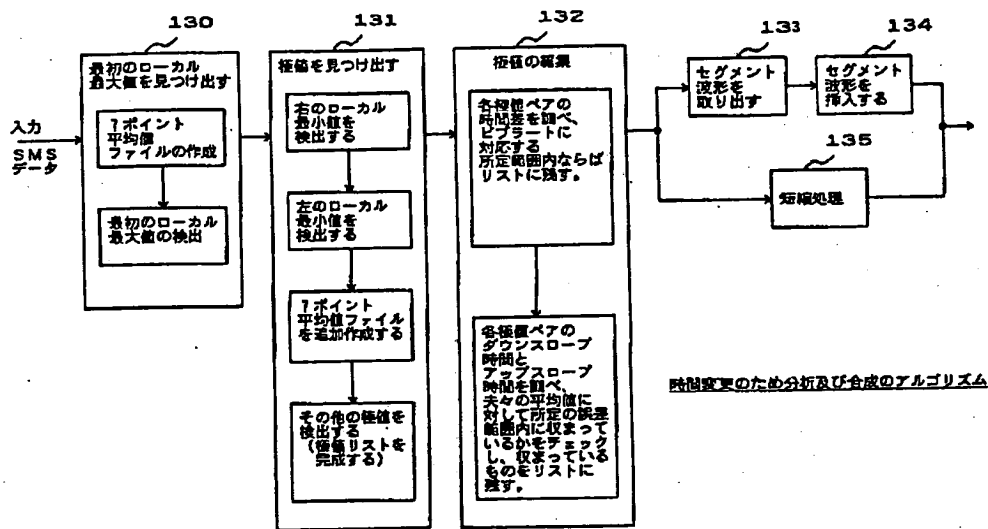 130
131
132
133
134
135
入力
SMS
データ
最初のローカル
最大値を見つけ出す
7ポイント
平均値
ファイルの作成
最初のローカル
最大値の検出
極値を見つけ出す
右のローカル
最小値を
検出する
左のローカル
最小値を
検出する
7ポイント
平均値ファイル
を追加作成する
その他の極値を
検出する
(極値リストを
完成する)
極値の編集
各極値ペアの
時間差を調べ、
ビブラートに
対応する
所定範囲内ならば
リストに残す。
各極値ペアの
ダウンスロープ
時間と
アップスロープ
時間を調べ、
夫々の平均値に
対して所定の誤差
範囲内に収まって
いるかをチェック
し、収まっている
ものをリストに
残す。
セグメント
波形を
取り出す
セグメント
波形を
挿入する
短縮処理
時間変更のため分析及び合成のアルゴリズム